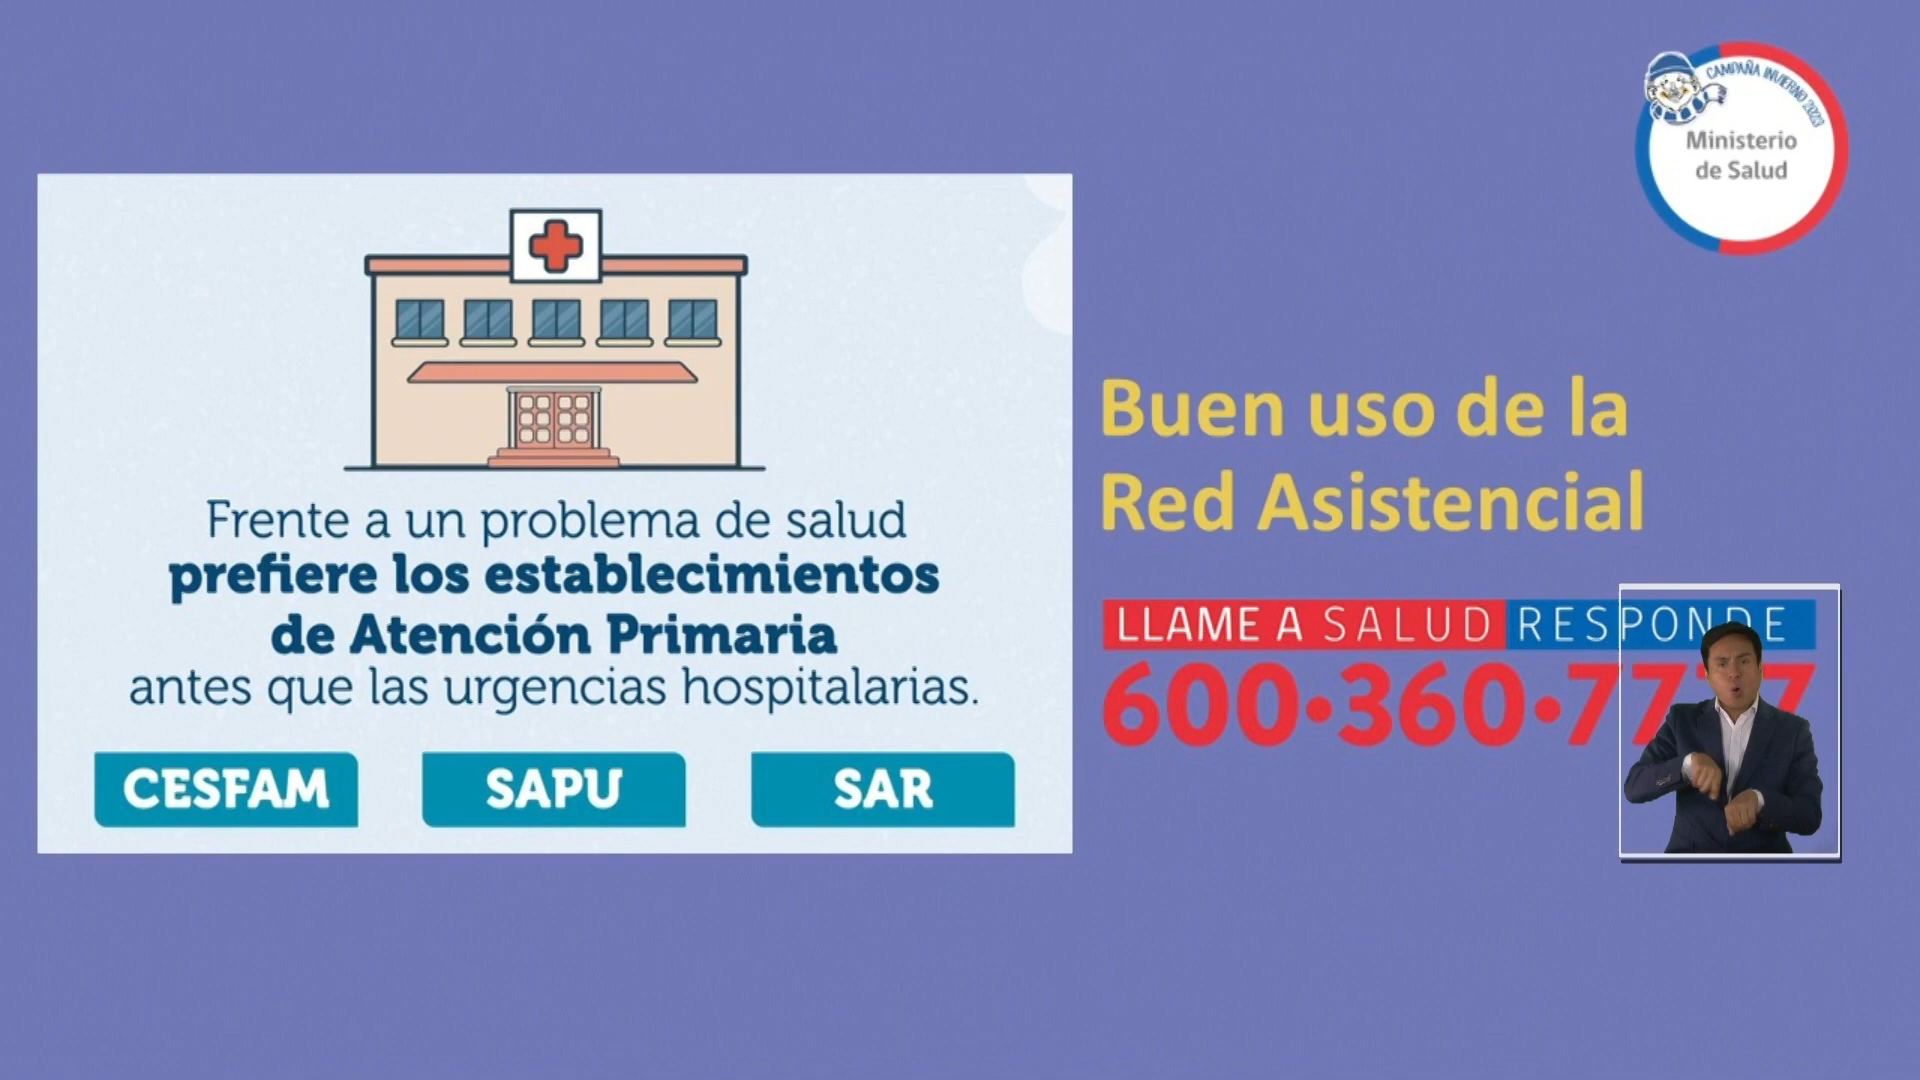 CAMPAÑA INVIERNO 2023
Ministerio
de Salud
Frente a un problema de salud
prefiere los establecimientos
de Atención Primaria
antes que las urgencias hospitalarias.
CESFAM
SAPU
SAR
Buen uso de la
Red Asistencial
LLAME A SALUD RESPONDE
600•360•7777